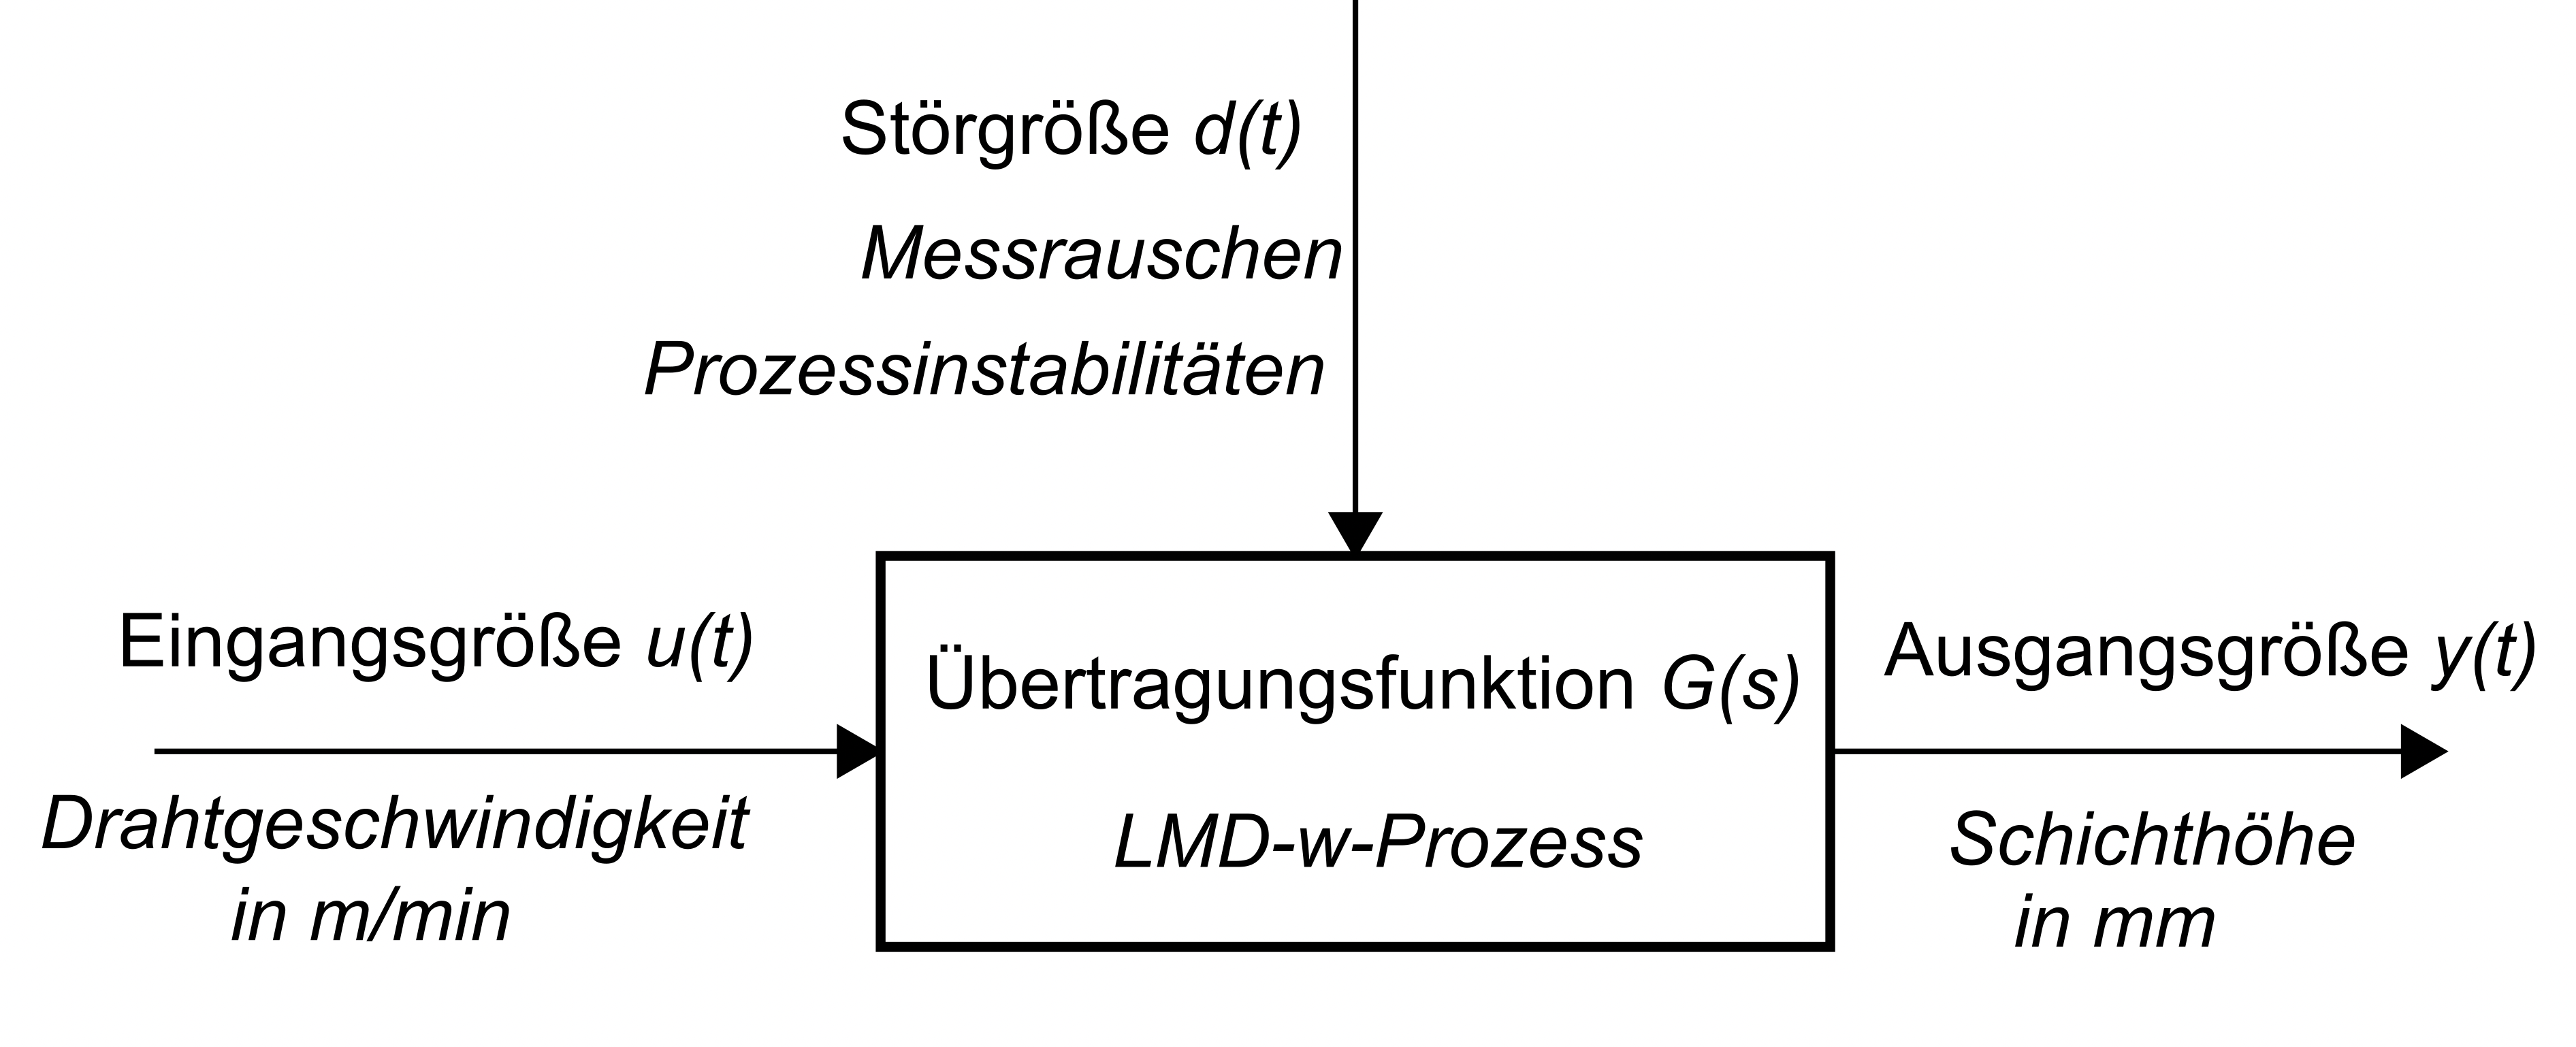 Störgröße d(t)
Messrauschen
Prozessinstabilitäten
Eingangsgröße u(t)
Drahtgeschwindigkeit
in m/min
Übertragungsfunktion G(s)
LMD-w-Prozess
Ausgangsgröße y(t)
Schichthöhe
in mm